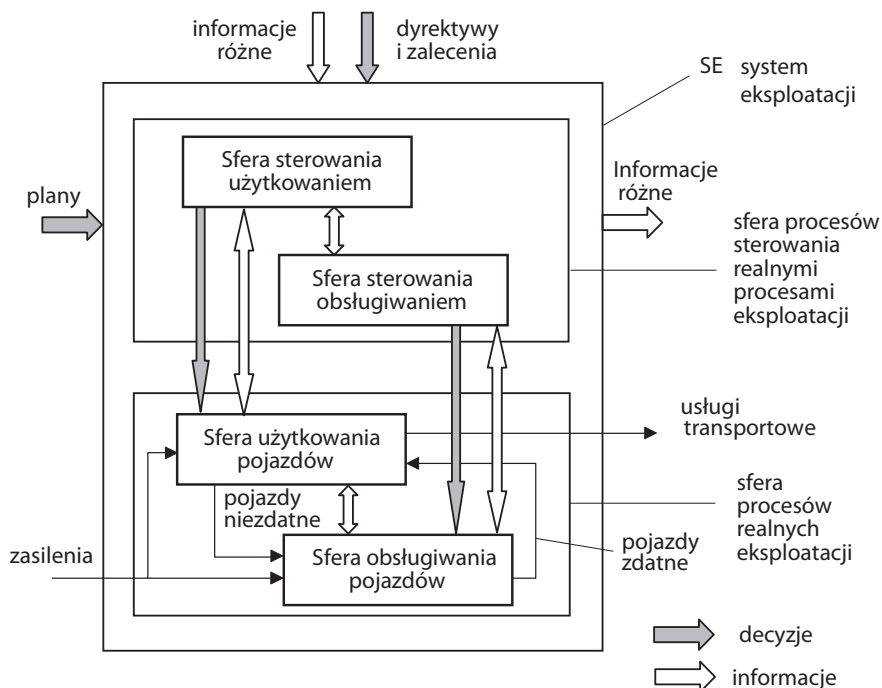 informacje
różne
dyrektywy
i zalecenia
SE system
eksploatacji
Sfera sterowania
użytkowaniem
plany
Informacje
różne
Sfera sterowania
obsługiwaniem
sfera procesów
sterowania
realnymi
procesami
eksploatacji
Sfera użytkowania
pojazdów
usługi
transportowe
pojazdy
niezdatne
sfera
procesów
realnych
eksploatacji
zasilenia
Sfera obsługiwania
pojazdów
pojazdy
zdatne
decyzje
informacje